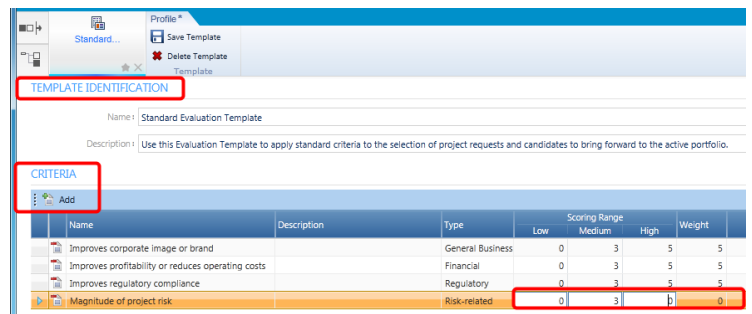 Profile *
Standard...
Save Template
Delete Template
Template
TEMPLATE IDENTIFICATION
Name Standard Evaluation Template
Description Use this Evaluation Template to apply standard criteria to the selection of project requests and candidates to bring forward to the active portfolio.
CRITERIA
Add
Scoring Range
Name Description Type Low Medium High Weight
Improves corporate image or brand General Business 0 3 5 5
Improves profitability or reduces operating costs Financial 0 3 5 5
Improves regulatory compliance Regulatory 0 3 5 5
Magnitude of project risk Risk-related 0 3 0 0